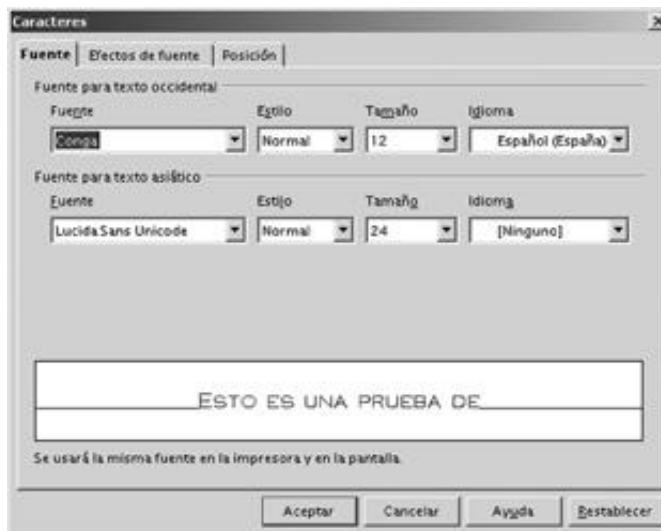 Caracteres
Fuente Efectos de fuente Posición
Fuente para texto occidental
Fuente Estilo Tamaño Idioma
Conga Normal 12 Español (España)
Fuente para texto asiático
Fuente Estilo Tamaño Idioma
Lucida Sans Unicode Normal 24 [Ninguno]
ESTO ES UNA PRUEBA DE
Se usará la misma fuente en la impresora y en la pantalla.
Aceptar Cancelar Ayuda Restablecer